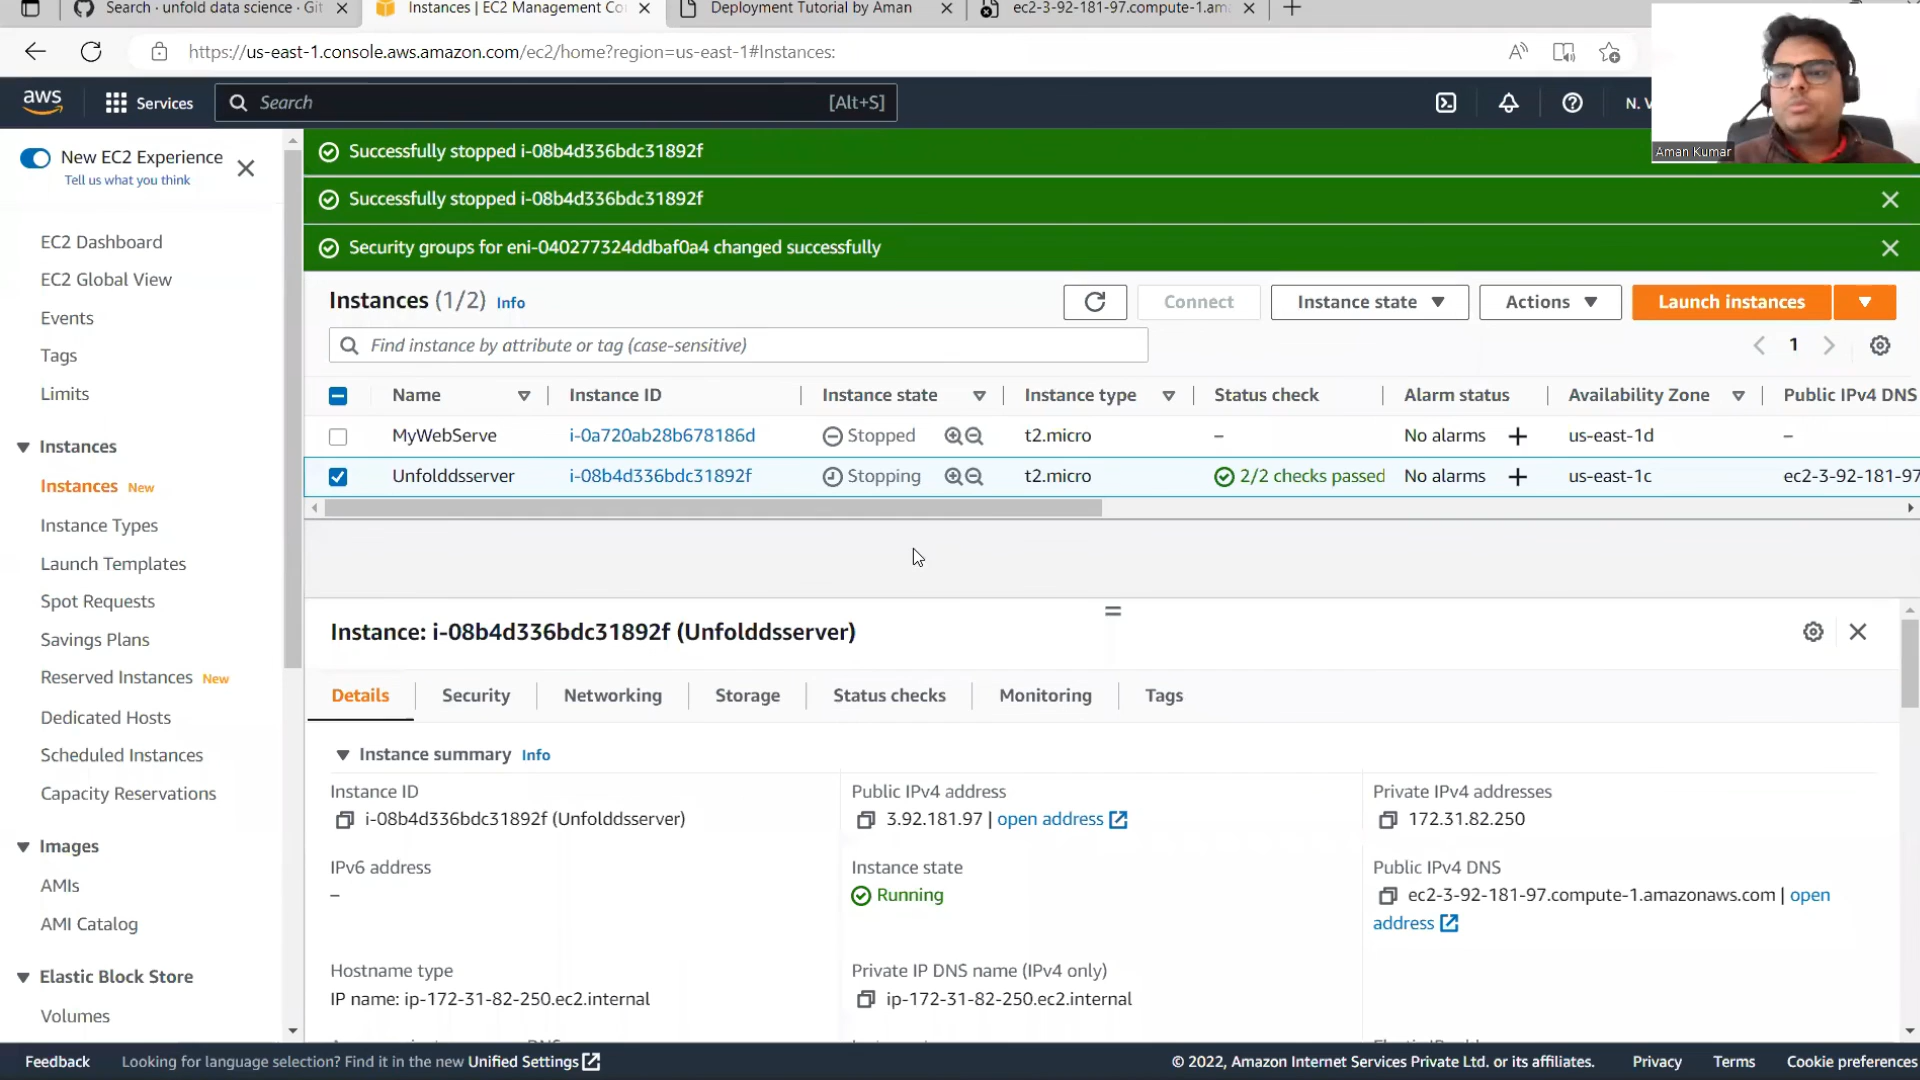 Search · unfold data science · Git
Instances | EC2 Management Co
Deployment Tutorial by Aman
ec2-3-92-181-97.compute-1.am
https://us-east-1.console.aws.amazon.com/ec2/home?region=us-east-1#Instances:
aws
Services
Search
[Alt+S]
N. V
Aman Kumar
New EC2 Experience
Tell us what you think
EC2 Dashboard
EC2 Global View
Events
Tags
Limits
Instances
Instances New
Instance Types
Launch Templates
Spot Requests
Savings Plans
Reserved Instances New
Dedicated Hosts
Scheduled Instances
Capacity Reservations
Images
AMIs
AMI Catalog
Elastic Block Store
Volumes
Successfully stopped i-08b4d336bdc31892f
Successfully stopped i-08b4d336bdc31892f
Security groups for eni-040277324ddbaf0a4 changed successfully
Instances (1/2) Info
Connect
Instance state
Actions
Launch instances
Find instance by attribute or tag (case-sensitive)
1
Name Instance ID Instance state Instance type Status check Alarm status Availability Zone Public IPv4 DNS
MyWebServe i-0a720ab28b678186d Stopped t2.micro – No alarms + us-east-1d –
Unfolddsserver i-08b4d336bdc31892f Stopping t2.micro 2/2 checks passed No alarms + us-east-1c ec2-3-92-181-97
Instance: i-08b4d336bdc31892f (Unfolddsserver)
Details Security Networking Storage Status checks Monitoring Tags
Instance summary Info
Instance ID
i-08b4d336bdc31892f (Unfolddsserver)
Public IPv4 address
3.92.181.97 | open address
Private IPv4 addresses
172.31.82.250
IPv6 address
–
Instance state
Running
Public IPv4 DNS
ec2-3-92-181-97.compute-1.amazonaws.com | open
address
Hostname type
IP name: ip-172-31-82-250.ec2.internal
Private IP DNS name (IPv4 only)
ip-172-31-82-250.ec2.internal
Feedback
Looking for language selection? Find it in the new Unified Settings
© 2022, Amazon Internet Services Private Ltd. or its affiliates.
Privacy
Terms
Cookie preferences